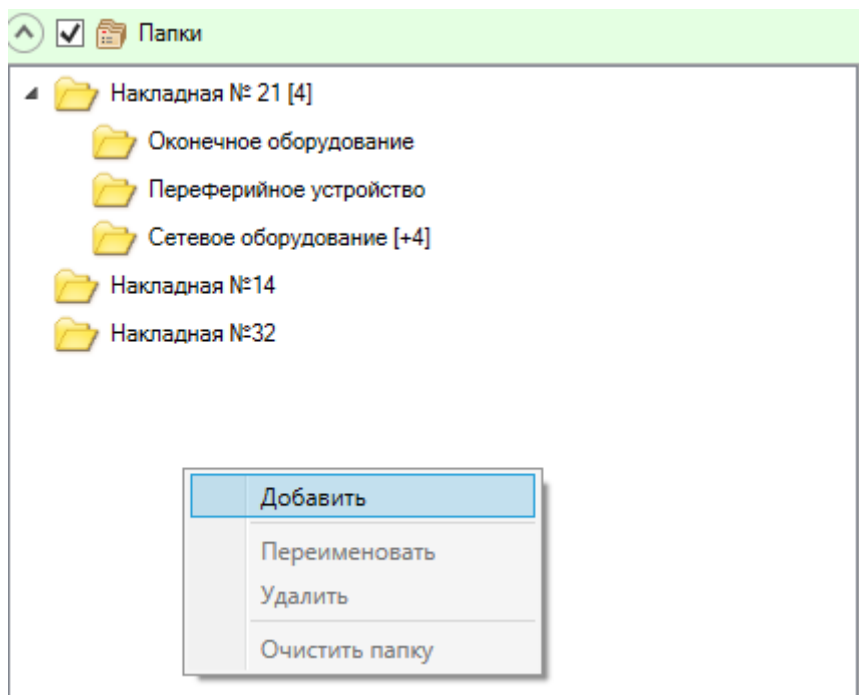 Папки
Накладная № 21 [4]
Оконечное оборудование
Переферийное устройство
Сетевое оборудование [+4]
Накладная №14
Накладная №32
Добавить
Переименовать
Удалить
Очистить папку